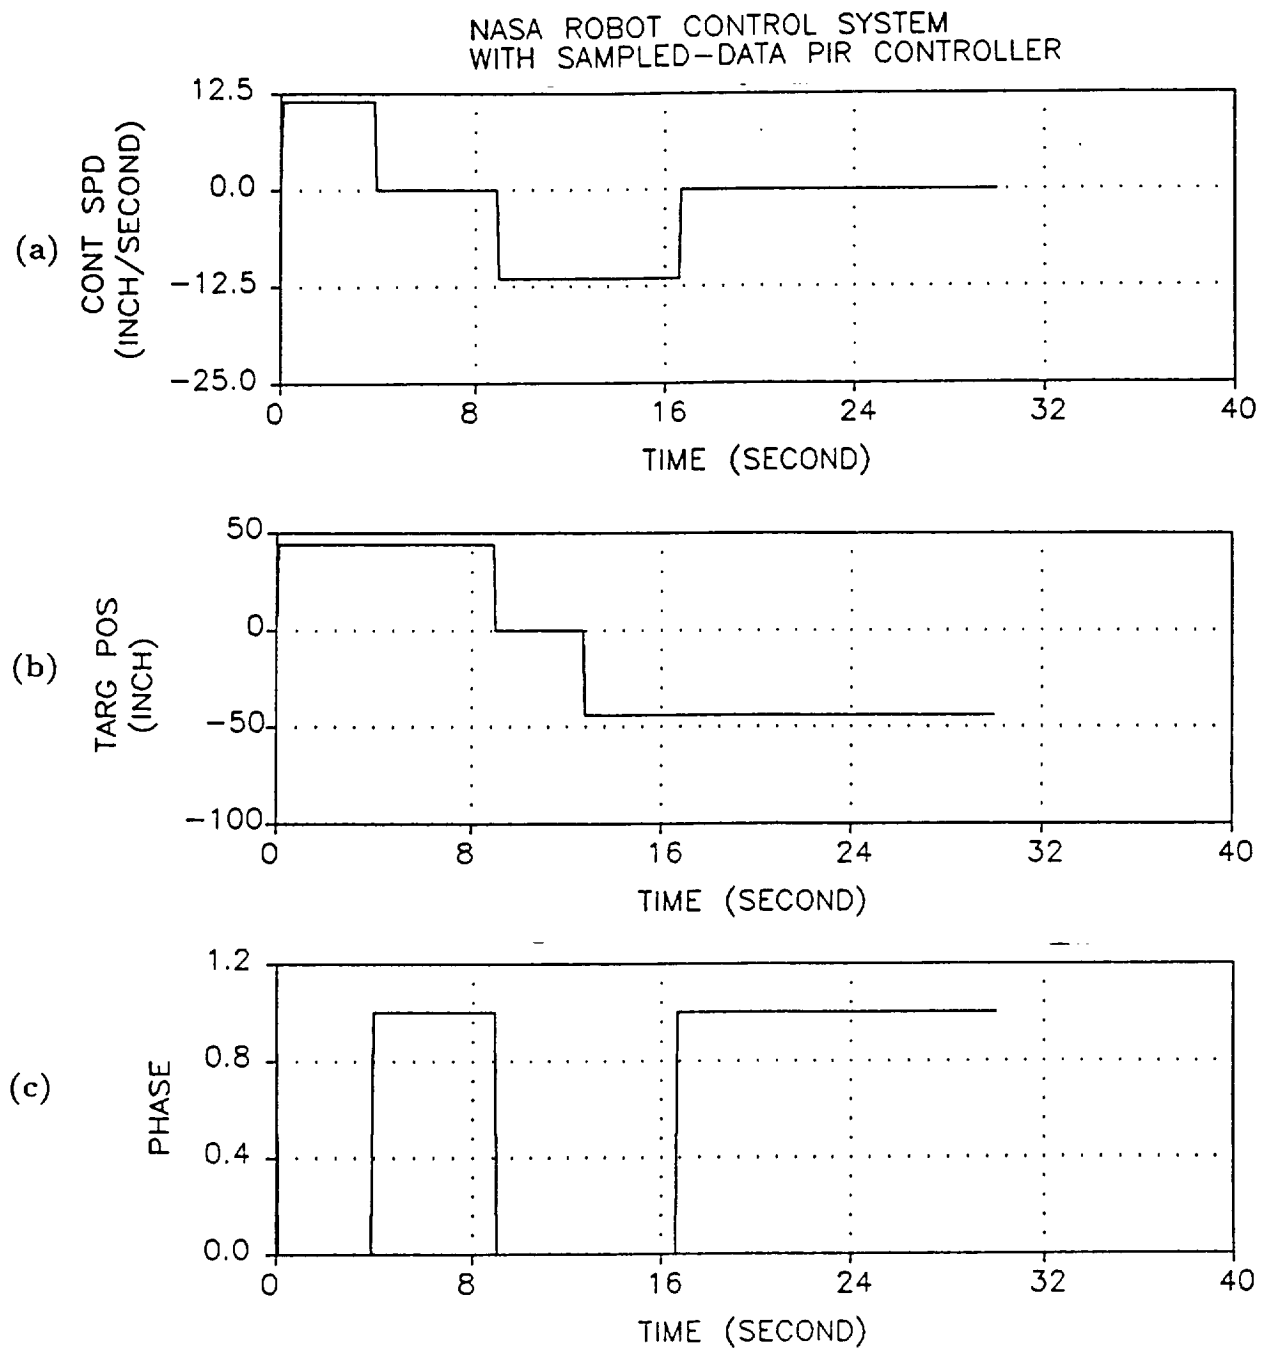 NASA ROBOT CONTROL SYSTEM
WITH SAMPLED-DATA PIR CONTROLLER
(a)
CONT SPD
(INCH/SECOND)
12.5
0.0
-12.5
-25.0
0 8 16 24 32 40
TIME (SECOND)
(b)
TARG POS
(INCH)
50
0
-50
-100
0 8 16 24 32 40
TIME (SECOND)
(c)
PHASE
1.2
0.8
0.4
0.0
0 8 16 24 32 40
TIME (SECOND)